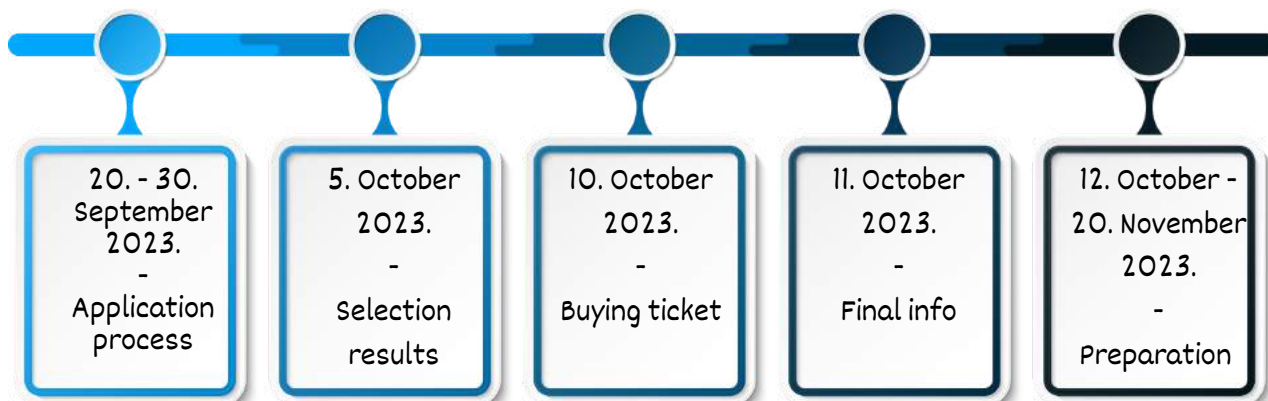 20. - 30.
September
2023.
-
Application
process
5. October
2023.
-
Selection
results
10. October
2023.
-
Buying ticket
11. October
2023.
-
Final info
12. October -
20. November
2023.
-
Preparation